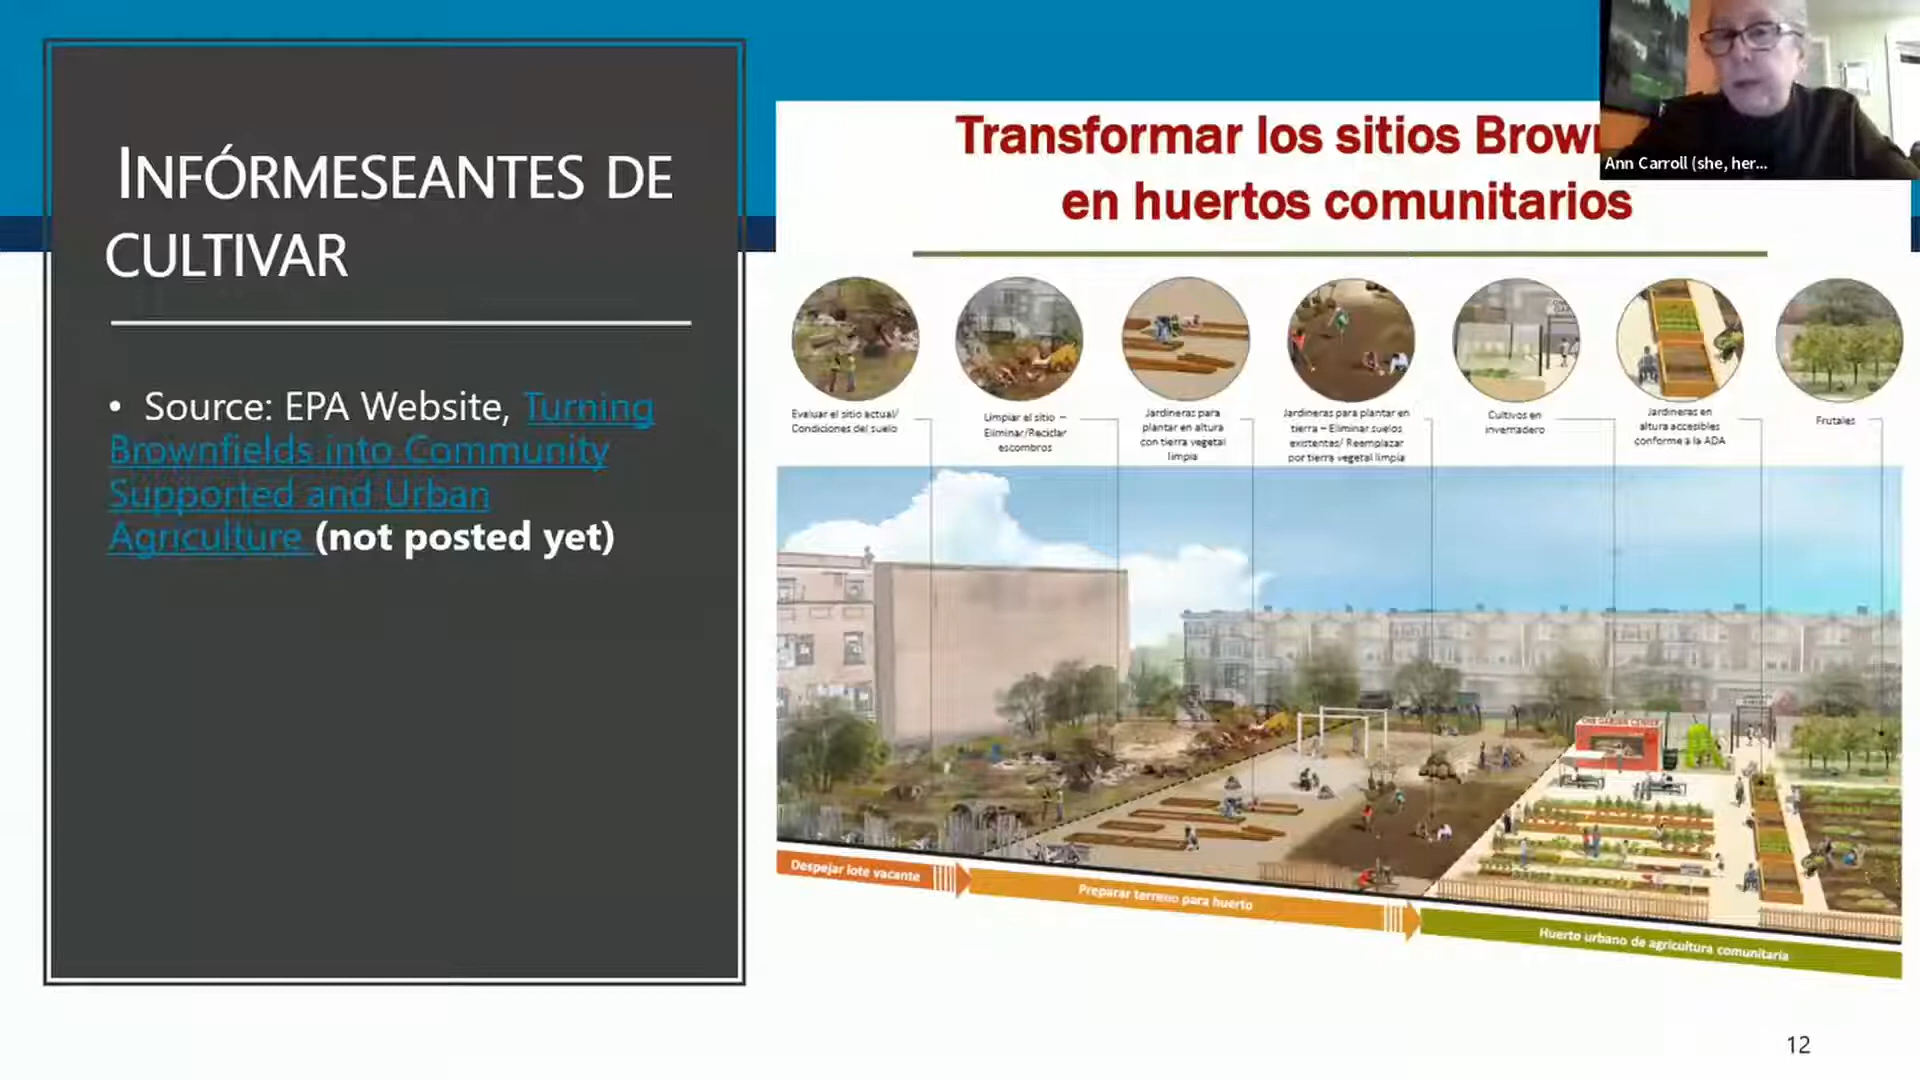 INFÓRMESEANTES DE
CULTIVAR
• Source: EPA Website, Turning
Brownfields into Community
Supported and Urban
Agriculture (not posted yet)
Transformar los sitios Brow
en huertos comunitarios
Ann Carroll (she, her...
Evaluar el sitio actual/
Condiciones del suelo
Limpiar el sitio –
Eliminar/Reciclar
escombros
Jardineras para
plantar en altura
con tierra vegetal
limpia
Jardineras para plantar en
tierra – Eliminar suelos
existentes/ Reemplazar
por tierra vegetal limpia
Cultivos en
invernadero
Jardineras en
altura accesibles
conforme a la ADA
Frutales
Despejar lote vacante
Preparar terreno para huerto
Huerto urbano de agricultura comunitaria
12